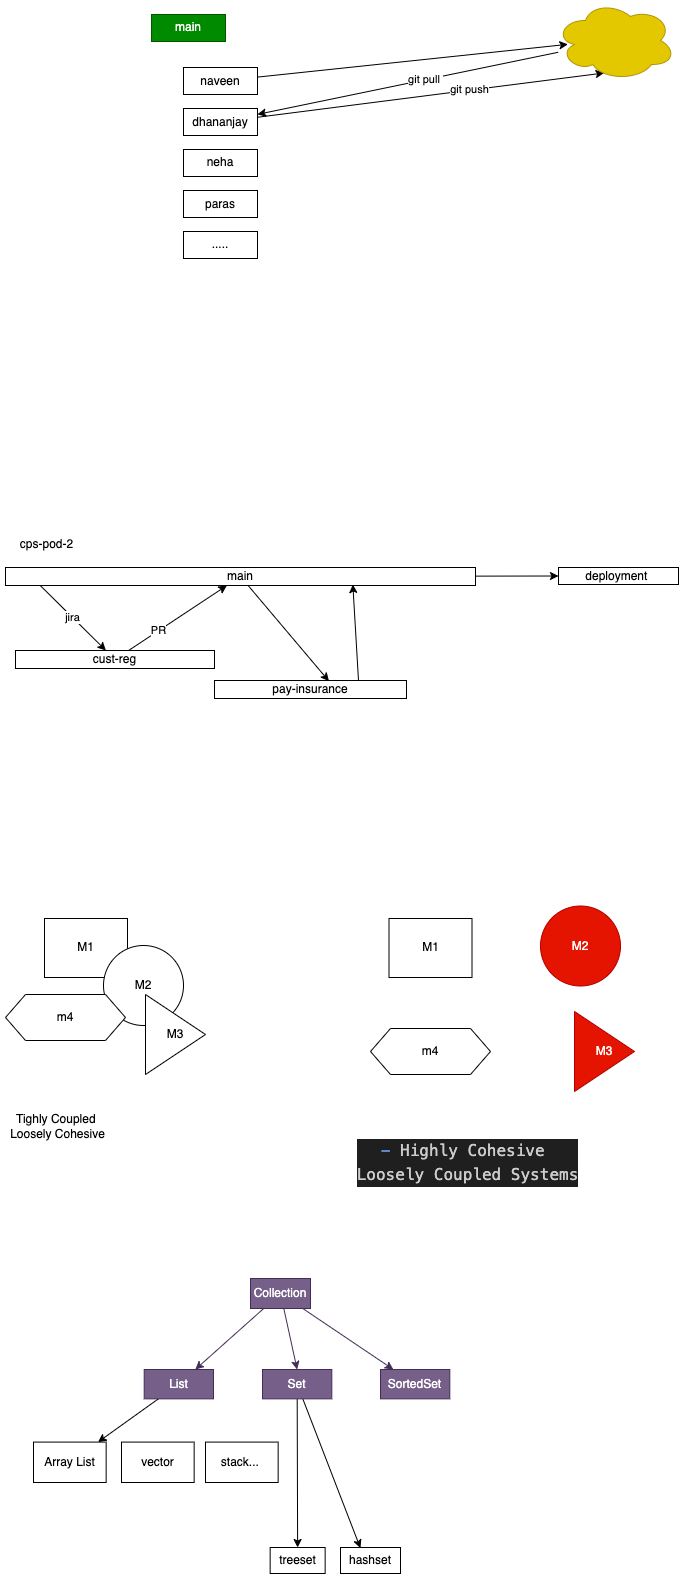 main
naveen
git pull
git push
dhananjay
neha
paras
.....
cps-pod-2
main
deployment
jira
PR
cust-reg
pay-insurance
M1
M2
m4
M3
Tighly Coupled
Loosely Cohesive
M1
M2
m4
M3
– Highly Cohesive
Loosely Coupled Systems
Collection
List
Set
SortedSet
Array List
vector
stack...
treeset
hashset